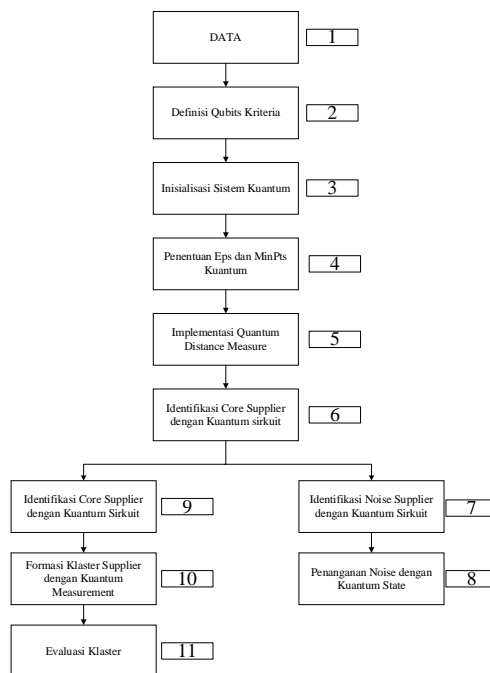 DATA
1
Definisi Qubits Kriteria
2
Inisialisasi Sistem Kuantum
3
Penentuan Eps dan MinPts
Kuantum
4
Implementasi Quantum
Distance Measure
5
Identifikasi Core Supplier
dengan Kuantum sirkuit
6
Identifikasi Core Supplier
dengan Kuantum Sirkuit
9
Identifikasi Noise Supplier
dengan Kuantum Sirkuit
7
Formasi Klaster Supplier
dengan Kuantum
Measurement
10
Penanganan Noise dengan
Kuantum State
8
Evaluasi Klaster
11